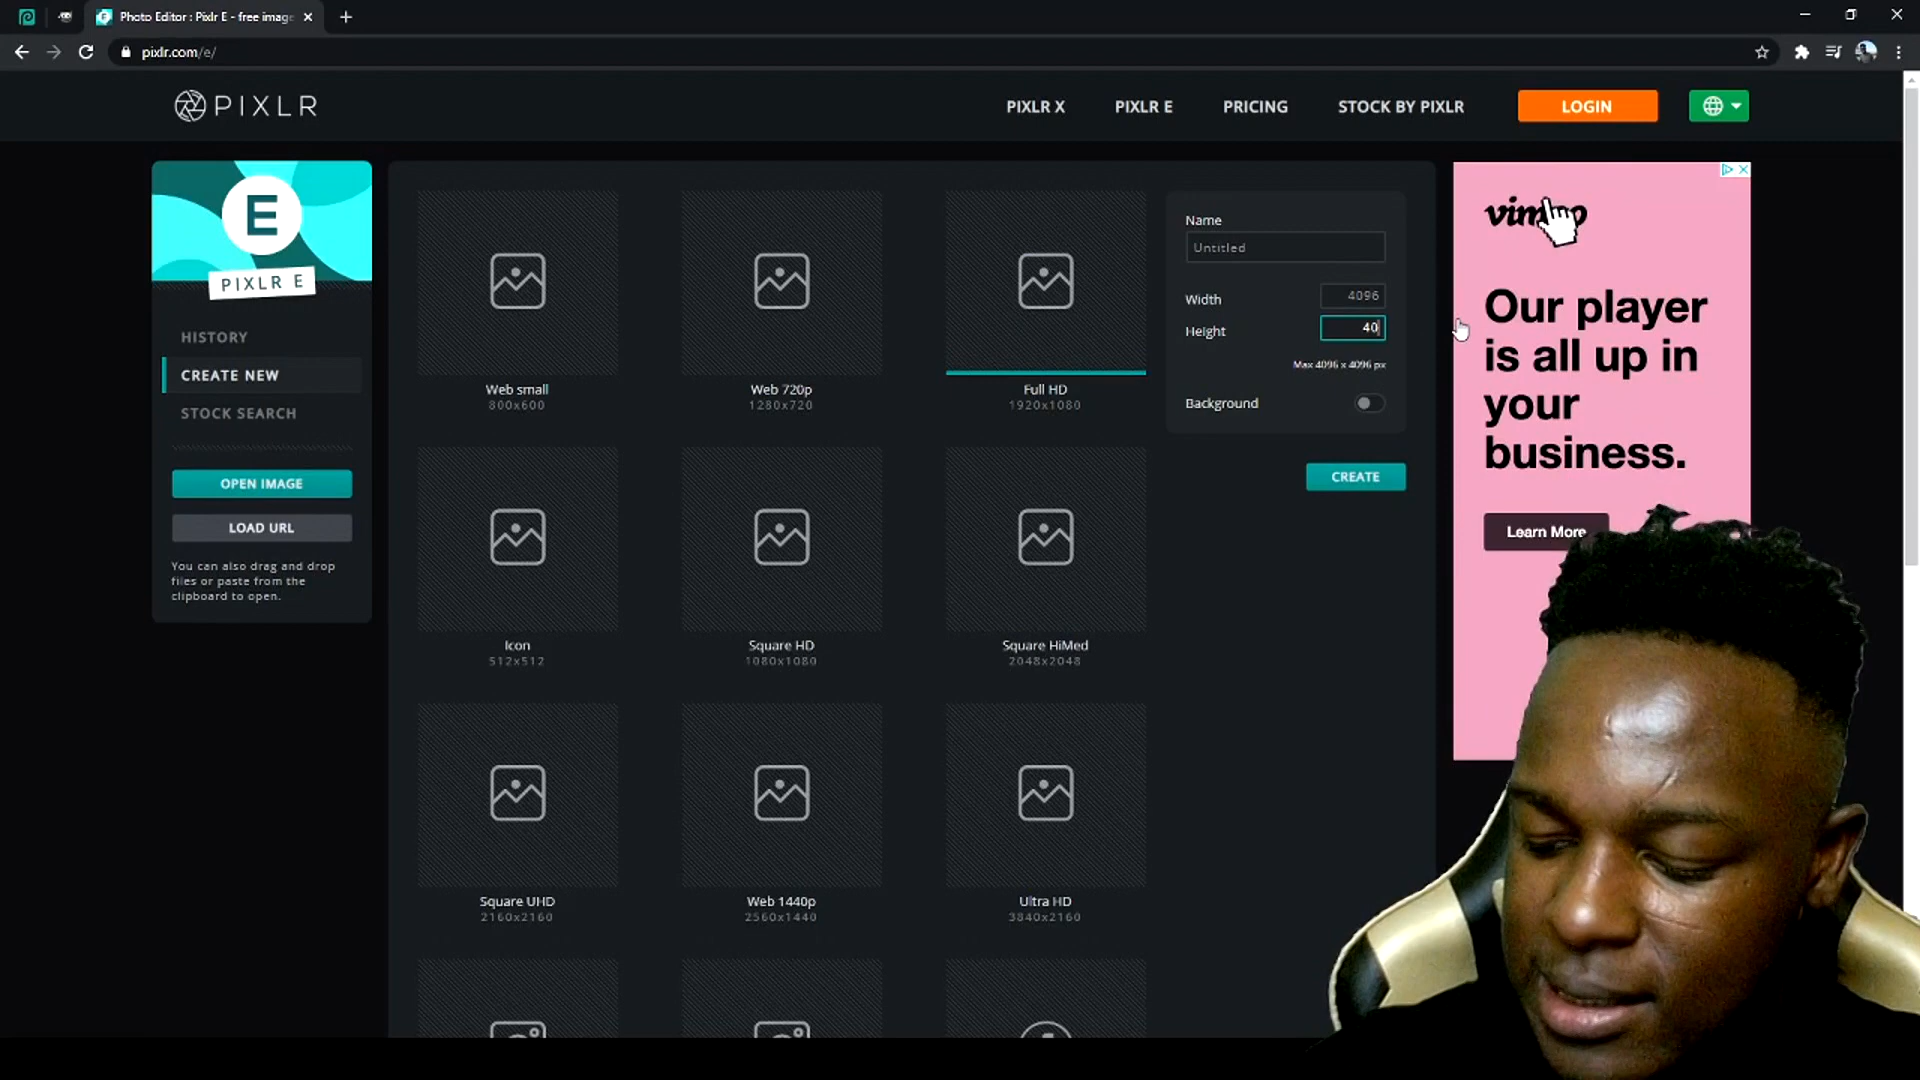 Photo Editor : Pixlr E - free imag
pixlr.com/e/
PIXLR
PIXLR X
PIXLR E
PRICING
STOCK BY PIXLR
LOGIN
E
PIXLR E
HISTORY
CREATE NEW
STOCK SEARCH
OPEN IMAGE
LOAD URL
You can also drag and drop
files or paste from the
clipboard to open.
Web small
800x600
Web 720p
1280x720
Full HD
1920x1080
Icon
512x512
Square HD
1080x1080
Square HiMed
2048x2048
Square UHD
2160x2160
Web 1440p
2560x1440
Ultra HD
3840x2160
Name
Untitled
Width
4096
Height
40
Max 4096 x 4096 px
Background
CREATE
Our player
is all up in
your
business.
Learn More